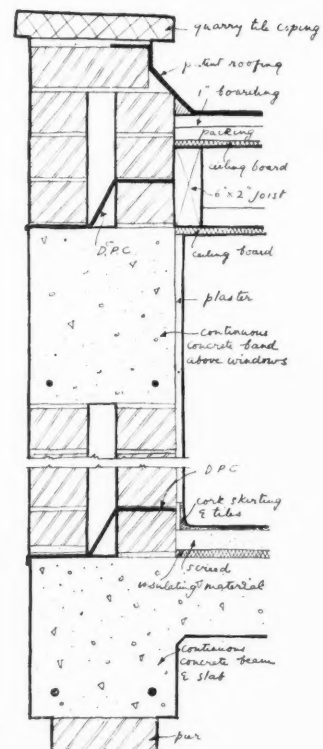 quarry tile coping
patent roofing
1" boarding
packing
ceiling board
6"x2" joist
D.P.C
ceiling board
plaster
continuous
concrete band
above windows
D.P.C
cork skirting
& tiles
screed
insulating material
continuous
concrete beam
& slab
pier